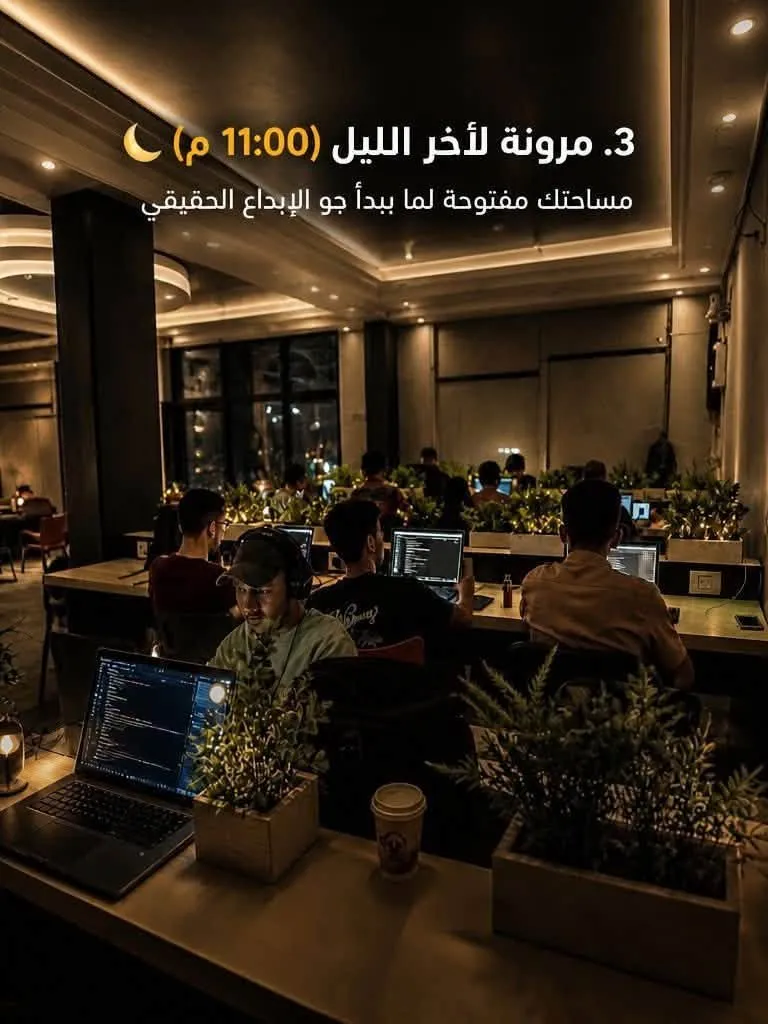 3. مرونة لأخر الليل (11:00 م)
مساحتك مفتوحة لما يبدأ جو الإبداع الحقيقي